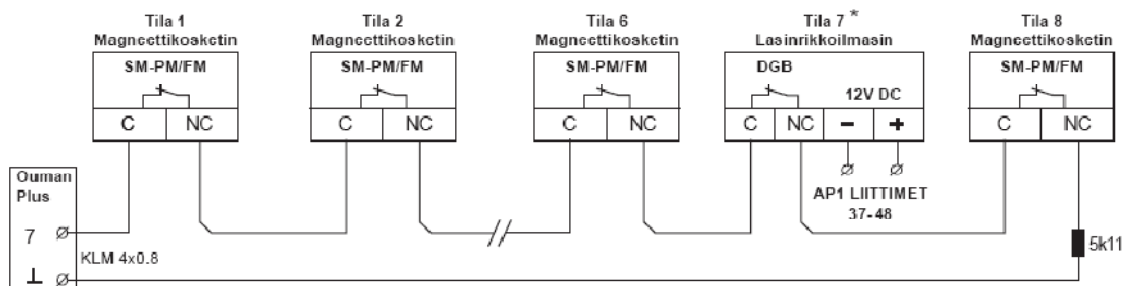 Tila 1
Magneettikosketin
Tila 2
Magneettikosketin
Tila 6
Magneettikosketin
Tila 7 *
Lasinrikkoilmasin
Tila 8
Magneettikosketin
SM-PM/FM
SM-PM/FM
SM-PM/FM
DGB
12V DC
SM-PM/FM
C NC
C NC
C NC
C NC − +
C NC
AP1 LIITTIMET
37-48
Ouman
Plus
7
⊥
KLM 4x0.8
5k11